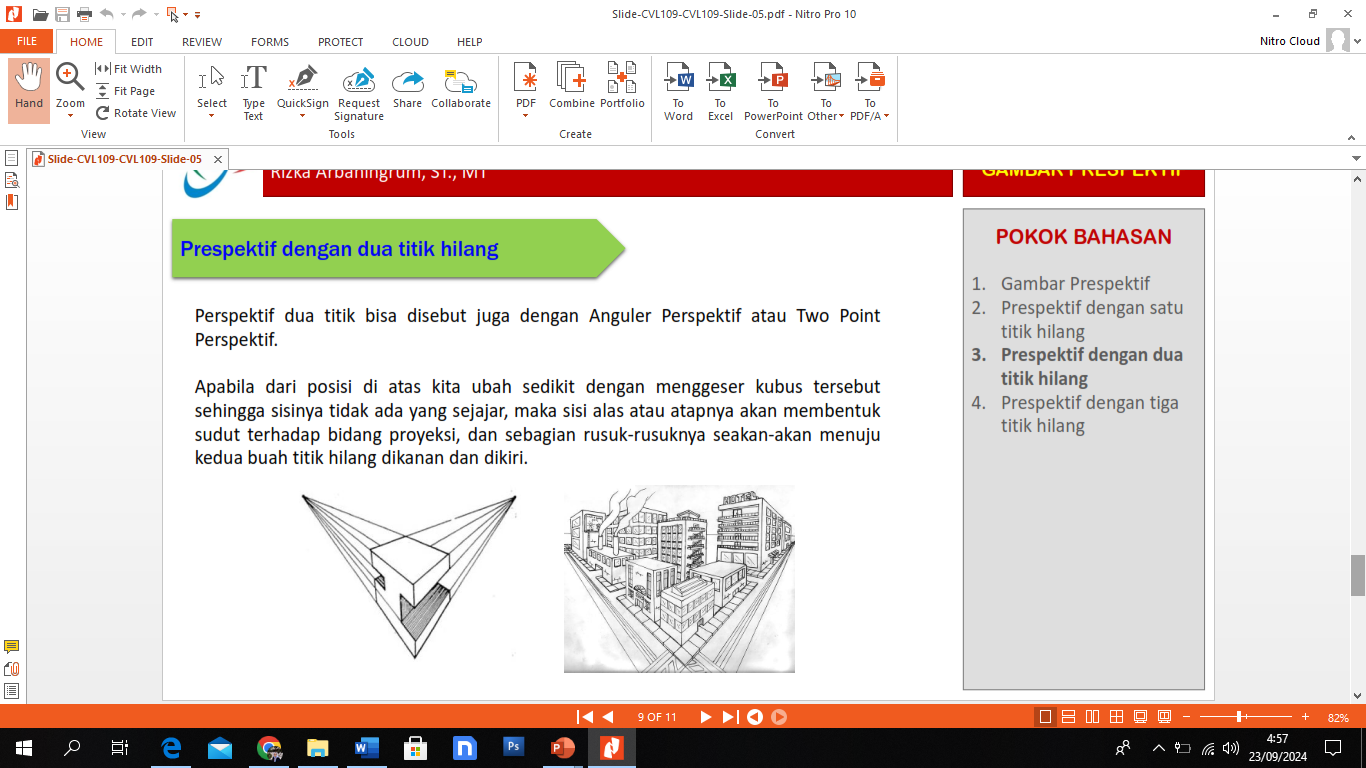 Slide-CVL109-CVL109-Slide-05.pdf - Nitro Pro 10
FILE HOME EDIT REVIEW FORMS PROTECT CLOUD HELP
Nitro Cloud
Hand
Zoom
Fit Width
Fit Page
Rotate View
View
Select
Type Text
QuickSign
Request Signature
Share
Collaborate
Tools
PDF
Combine
Portfolio
Create
To Word
To Excel
To PowerPoint
To Other
To PDF/A
Convert
Slide-CVL109-CVL109-Slide-05
Rizka Arbaningrum, ST., MT
GAMBAR PRESPEKTIF
Prespektif dengan dua titik hilang
Perspektif dua titik bisa disebut juga dengan Anguler Perspektif atau Two Point
Perspektif.
Apabila dari posisi di atas kita ubah sedikit dengan menggeser kubus tersebut
sehingga sisinya tidak ada yang sejajar, maka sisi alas atau atapnya akan membentuk
sudut terhadap bidang proyeksi, dan sebagian rusuk-rusuknya seakan-akan menuju
kedua buah titik hilang dikanan dan dikiri.
HOTEL
POKOK BAHASAN
1. Gambar Prespektif
2. Prespektif dengan satu
titik hilang
3. Prespektif dengan dua
titik hilang
4. Prespektif dengan tiga
titik hilang
9 OF 11
82%
4:57
23/09/2024